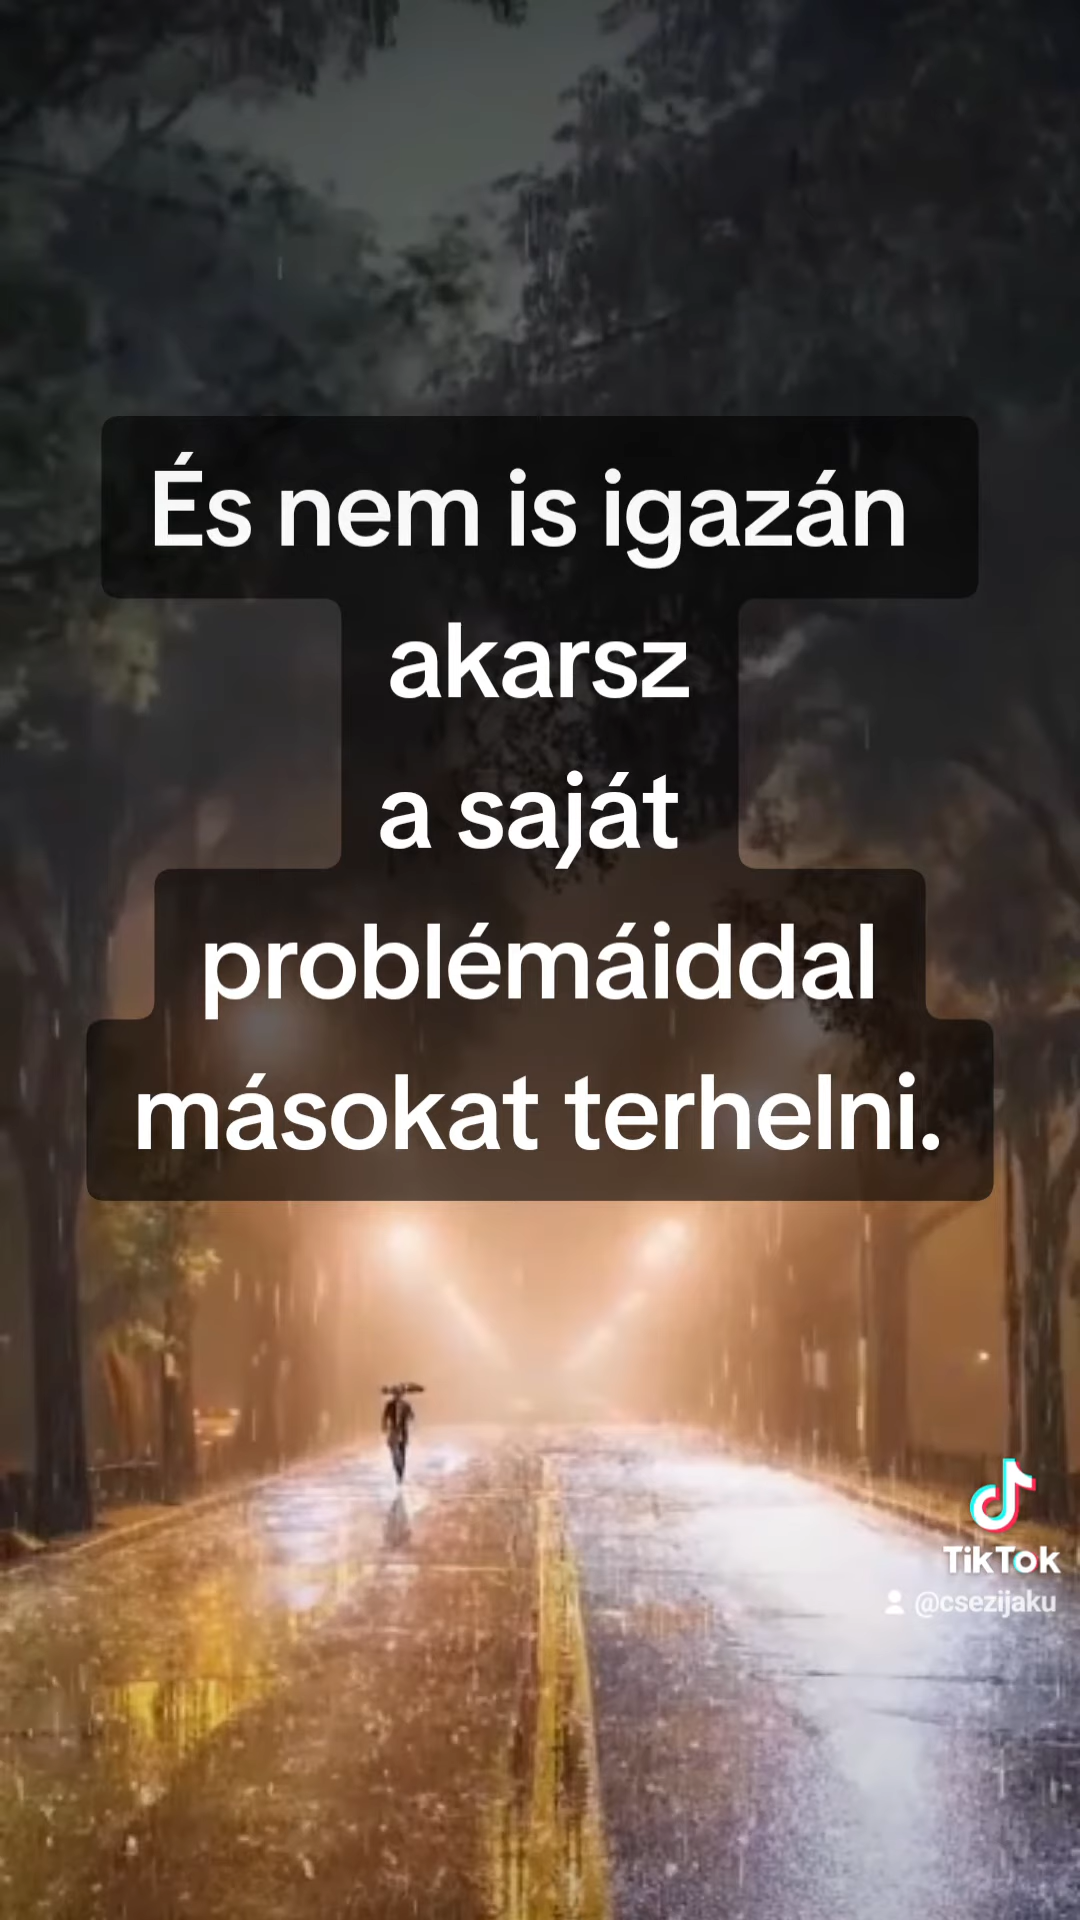 És nem is igazán
akarsz
a saját
problémáiddal
másokat terhelni.
TikTok
@csezijaku